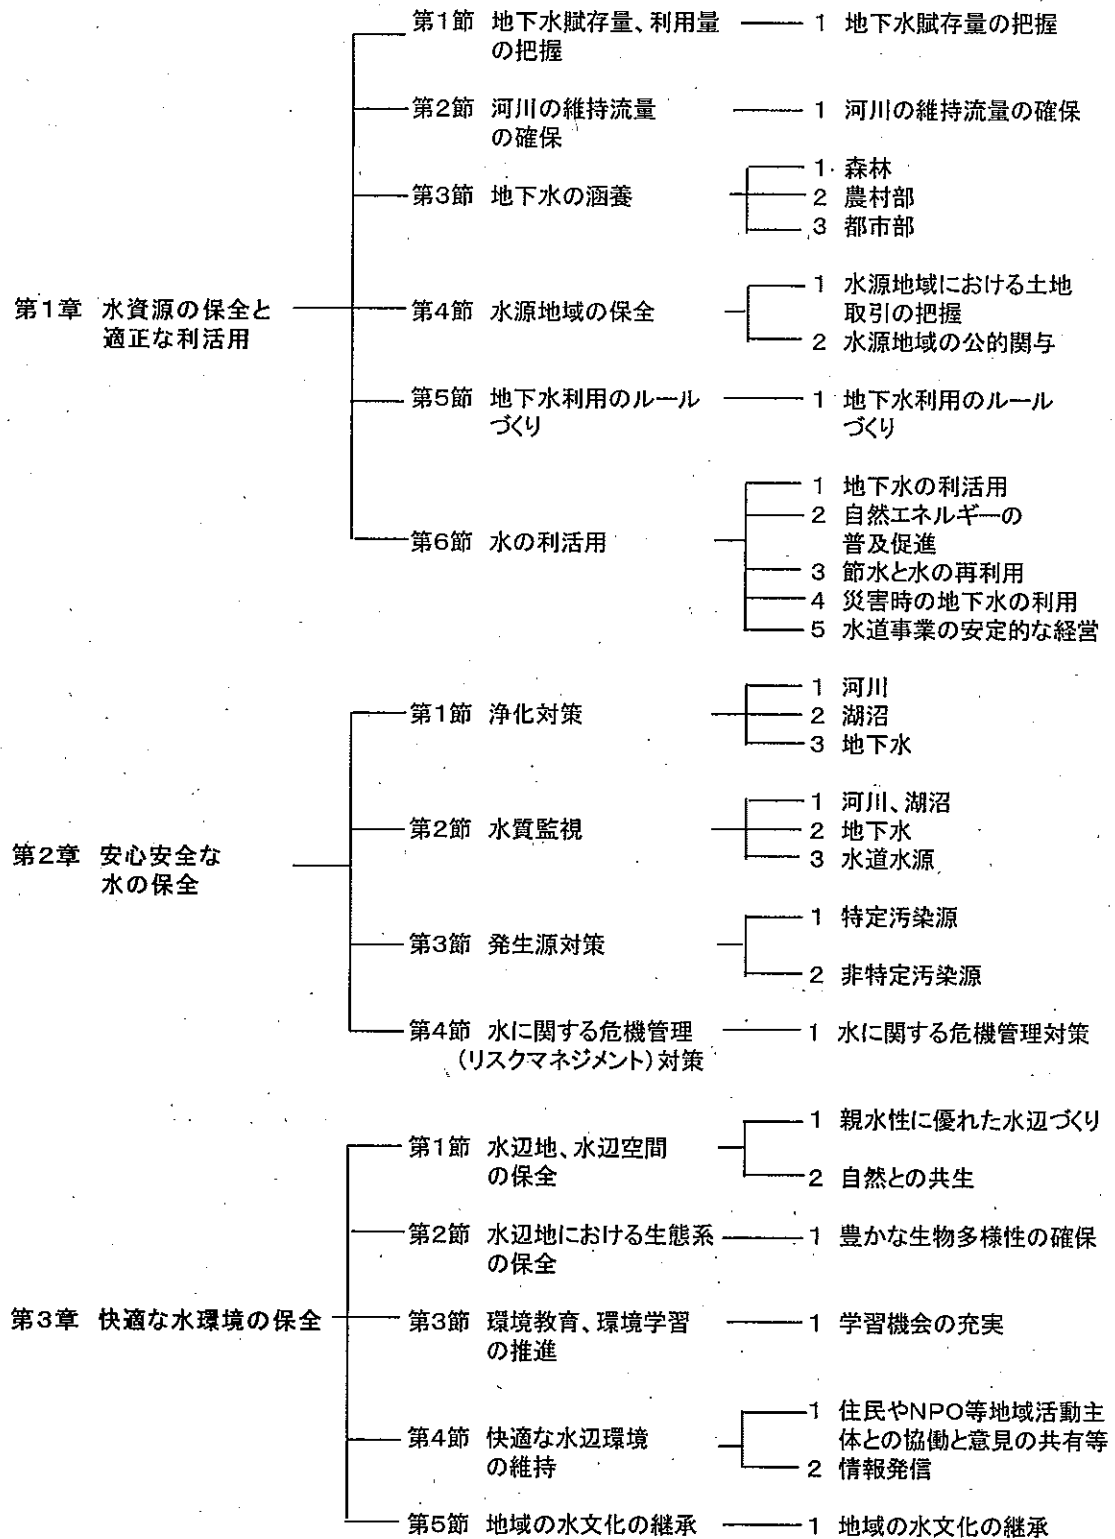 第1章 水資源の保全と
適正な利活用
第1節 地下水賦存量、利用量
の把握
1 地下水賦存量の把握
第2節 河川の維持流量
の確保
1 河川の維持流量の確保
第3節 地下水の涵養
1 森林
2 農村部
3 都市部
第4節 水源地域の保全
1 水源地域における土地
取引の把握
2 水源地域の公的関与
第5節 地下水利用のルール
づくり
1 地下水利用のルール
づくり
第6節 水の利活用
1 地下水の利活用
2 自然エネルギーの
普及促進
3 節水と水の再利用
4 災害時の地下水の利用
5 水道事業の安定的な経営
第2章 安心安全な
水の保全
第1節 浄化対策
1 河川
2 湖沼
3 地下水
第2節 水質監視
1 河川、湖沼
2 地下水
3 水道水源
第3節 発生源対策
1 特定汚染源
2 非特定汚染源
第4節 水に関する危機管理
(リスクマネジメント)対策
1 水に関する危機管理対策
第3章 快適な水環境の保全
第1節 水辺地、水辺空間
の保全
1 親水性に優れた水辺づくり
2 自然との共生
第2節 水辺地における生態系
の保全
1 豊かな生物多様性の確保
第3節 環境教育、環境学習
の推進
1 学習機会の充実
第4節 快適な水辺環境
の維持
1 住民やNPO等地域活動主
体との協働と意見の共有等
2 情報発信
第5節 地域の水文化の継承
1 地域の水文化の継承